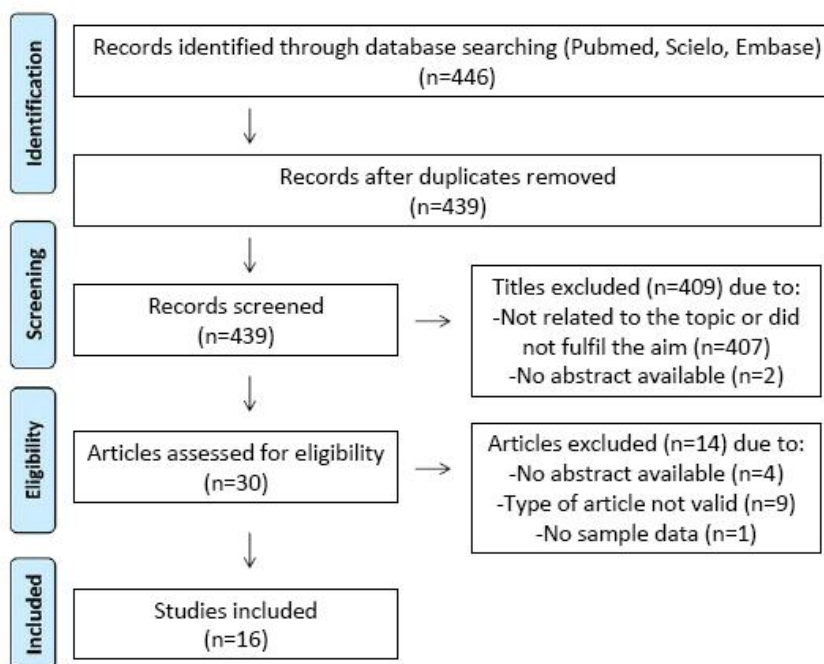 Identification
Records identified through database searching (Pubmed, Scielo, Embase)
(n=446)
Records after duplicates removed
(n=439)
Screening
Records screened
(n=439)
Titles excluded (n=409) due to:
-Not related to the topic or did
not fulfil the aim (n=407)
-No abstract available (n=2)
Eligibility
Articles assessed for eligibility
(n=30)
Articles excluded (n=14) due to:
-No abstract available (n=4)
-Type of article not valid (n=9)
-No sample data (n=1)
Included
Studies included
(n=16)